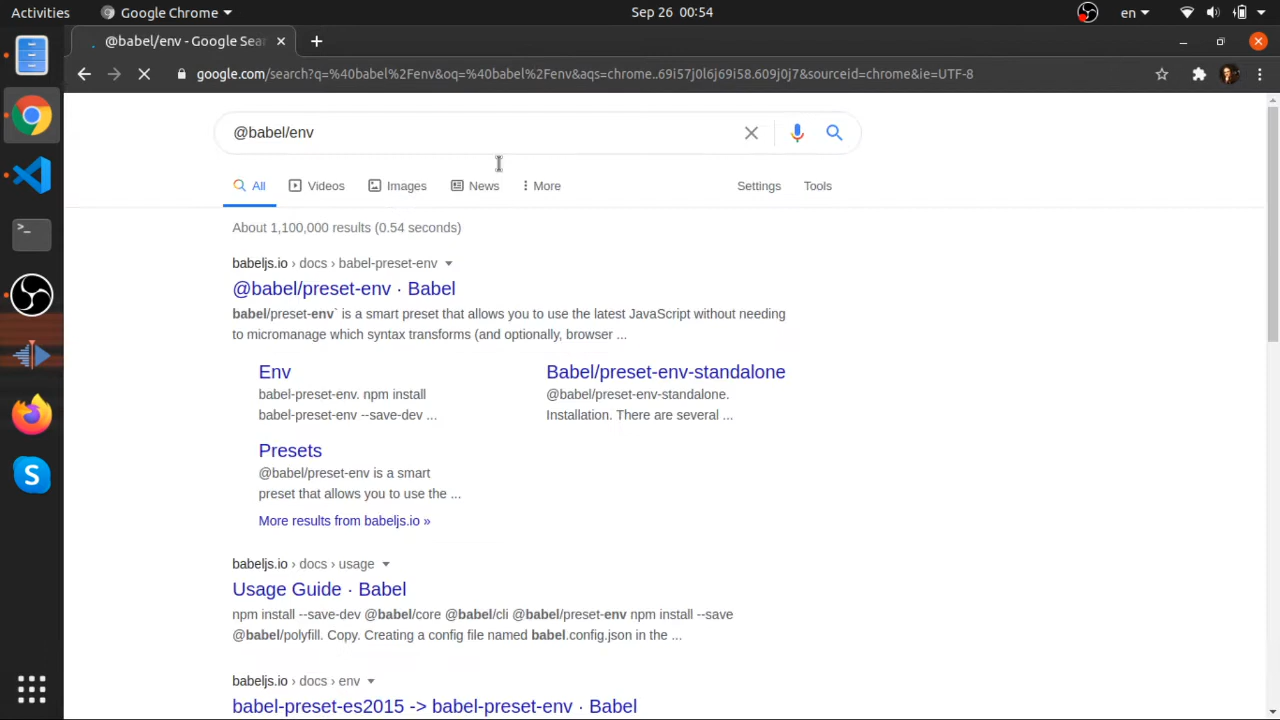 Activities
Google Chrome
Sep 26 00:54
en
@babel/env - Google Sear
google.com/search?q=%40babel%2Fenv&oq=%40babel%2Fenv&aqs=chrome..69i57j0l6j69i58.609j0j7&sourceid=chrome&ie=UTF-8
@babel/env
All
Videos
Images
News
More
Settings
Tools
About 1,100,000 results (0.54 seconds)
babeljs.io › docs › babel-preset-env
@babel/preset-env · Babel
babel/preset-env` is a smart preset that allows you to use the latest JavaScript without needing
to micromanage which syntax transforms (and optionally, browser ...
Env
babel-preset-env. npm install
babel-preset-env --save-dev ...
Babel/preset-env-standalone
@babel/preset-env-standalone.
Installation. There are several ...
Presets
@babel/preset-env is a smart
preset that allows you to use the ...
More results from babeljs.io »
babeljs.io › docs › usage
Usage Guide · Babel
npm install --save-dev @babel/core @babel/cli @babel/preset-env npm install --save
@babel/polyfill. Copy. Creating a config file named babel.config.json in the ...
babeljs.io › docs › env
babel-preset-es2015 -> babel-preset-env · Babel